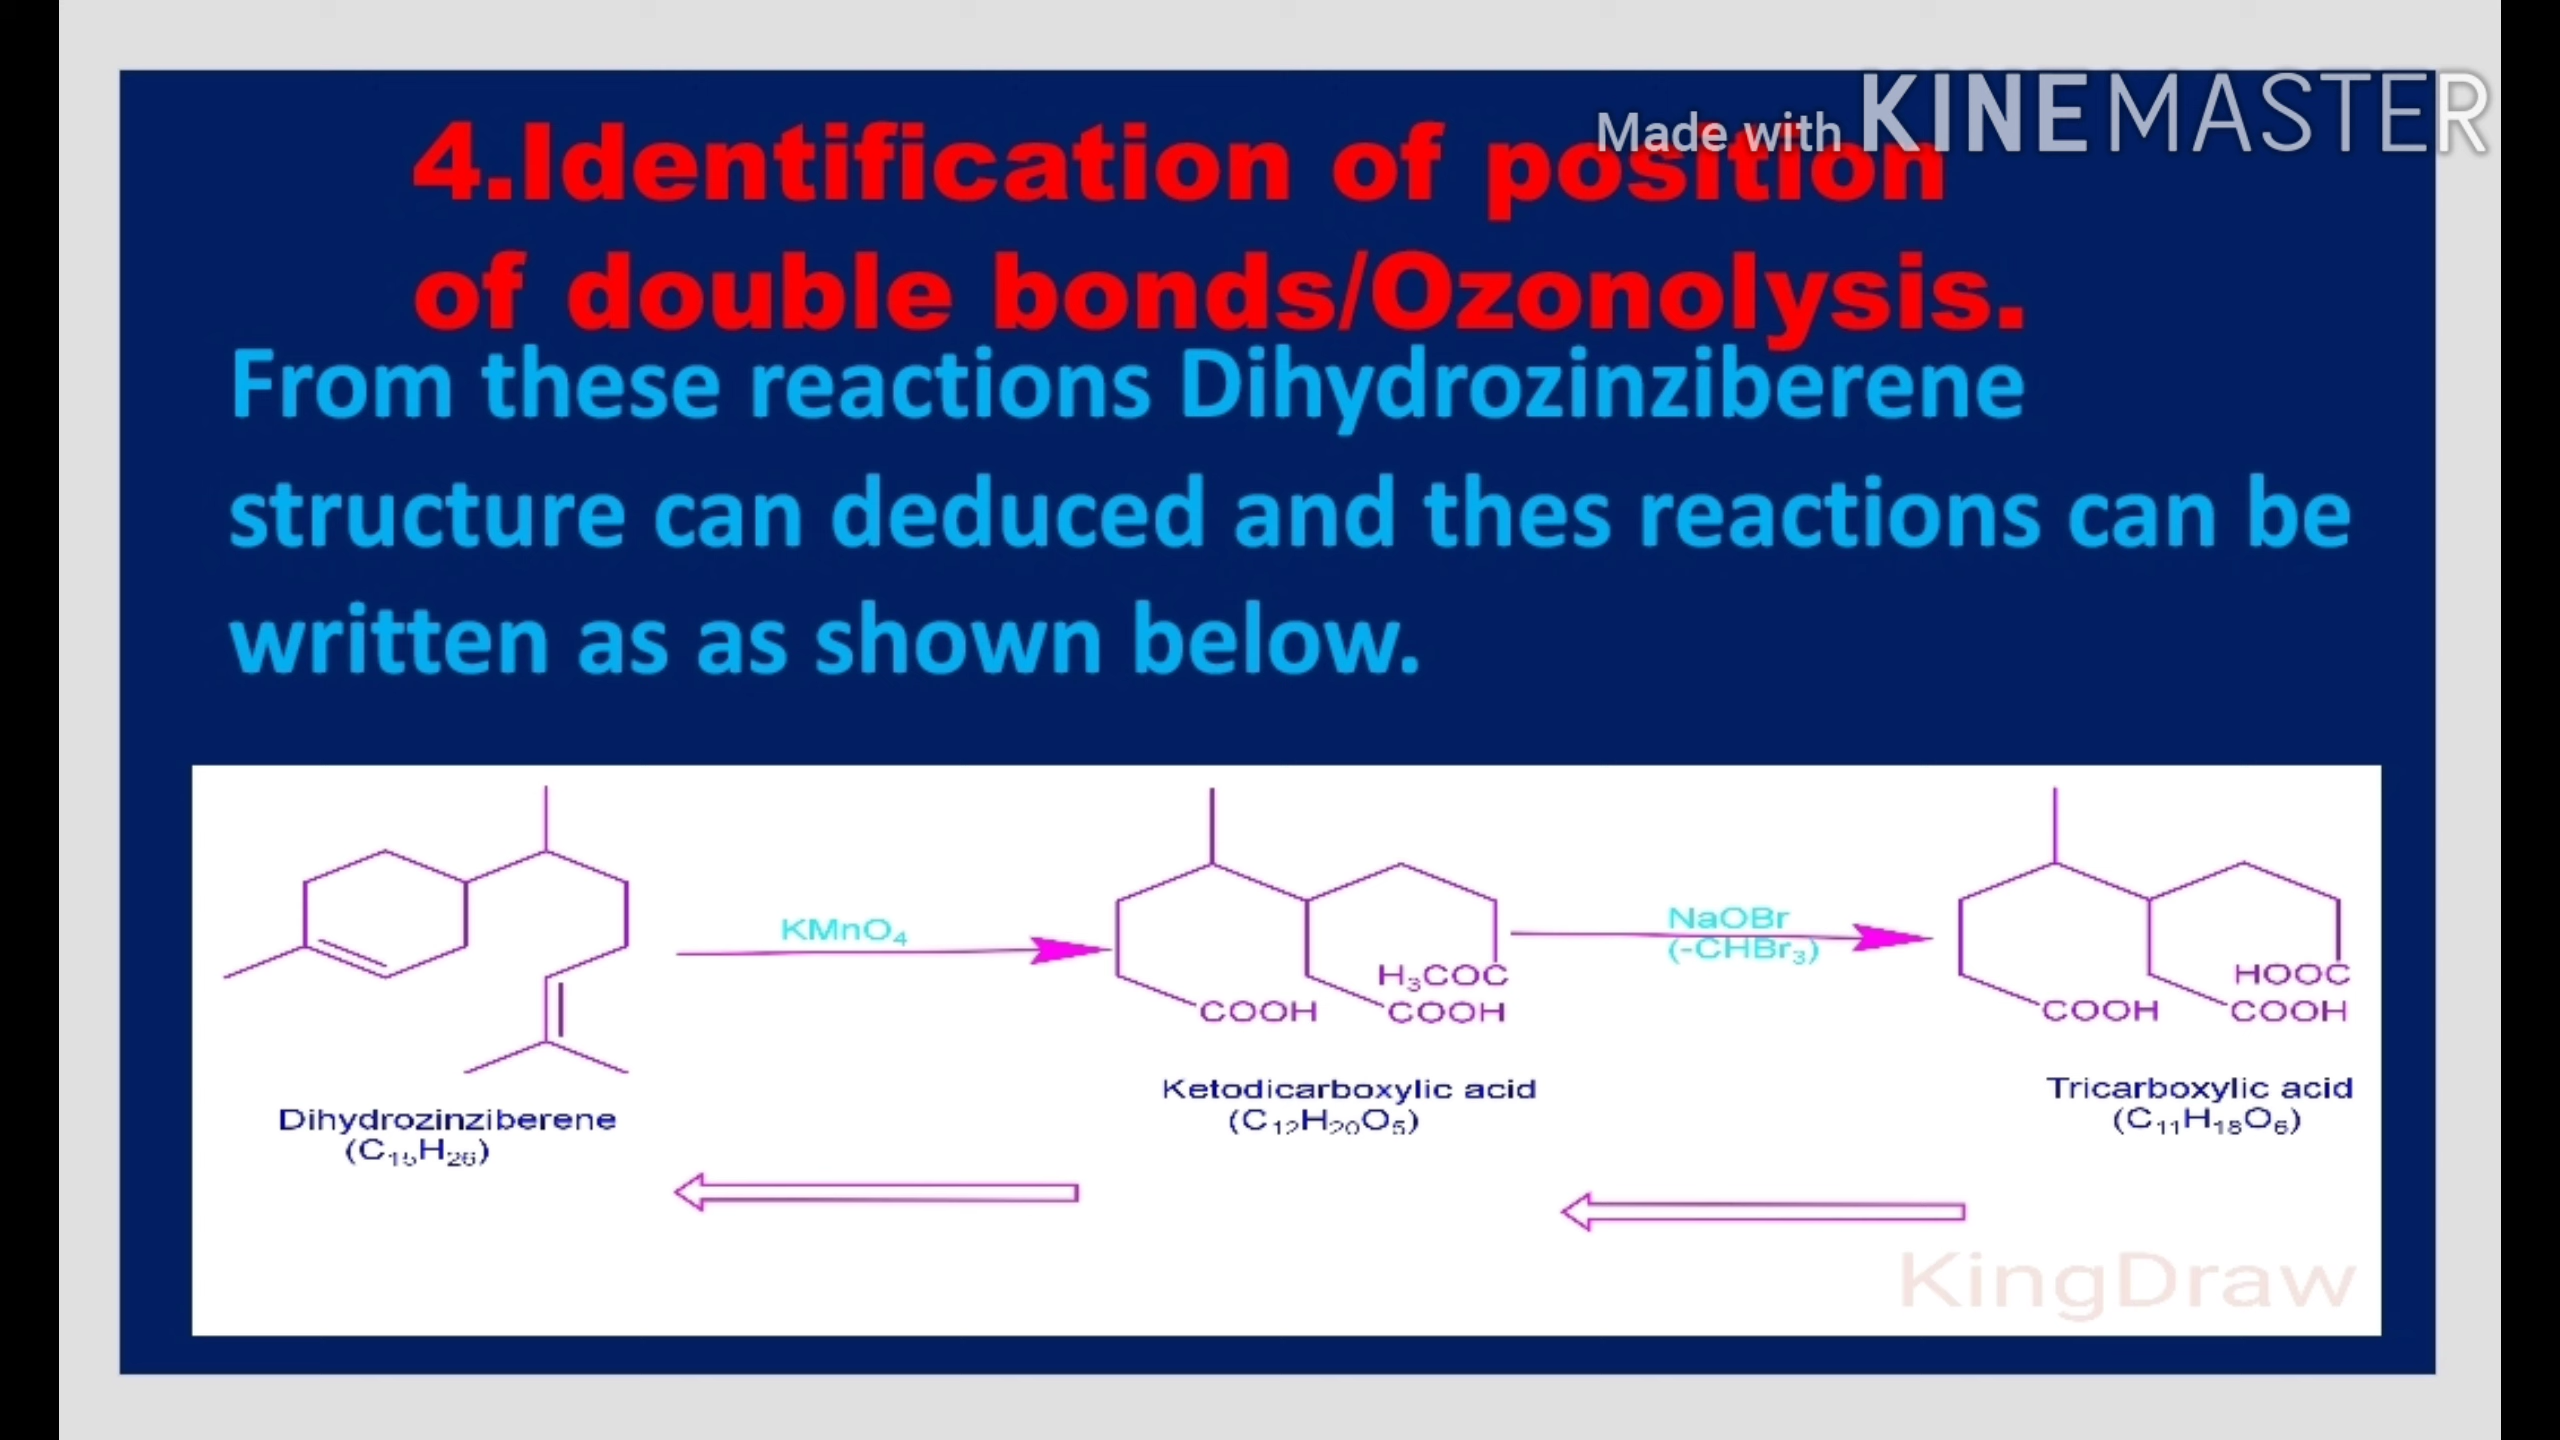 Made with KINEMASTER
4.Identification of position
of double bonds/Ozonolysis.
From these reactions Dihydrozinziberene
structure can deduced and thes reactions can be
written as as shown below.
KMnO₄
NaOBr
(-CHBr₃)
H₃COC
COOH COOH
HOOC
COOH COOH
Ketodicarboxylic acid
(C₁₂H₂₀O₅)
Tricarboxylic acid
(C₁₁H₁₈O₆)
Dihydrozinziberene
(C₁₅H₂₆)
KingDraw